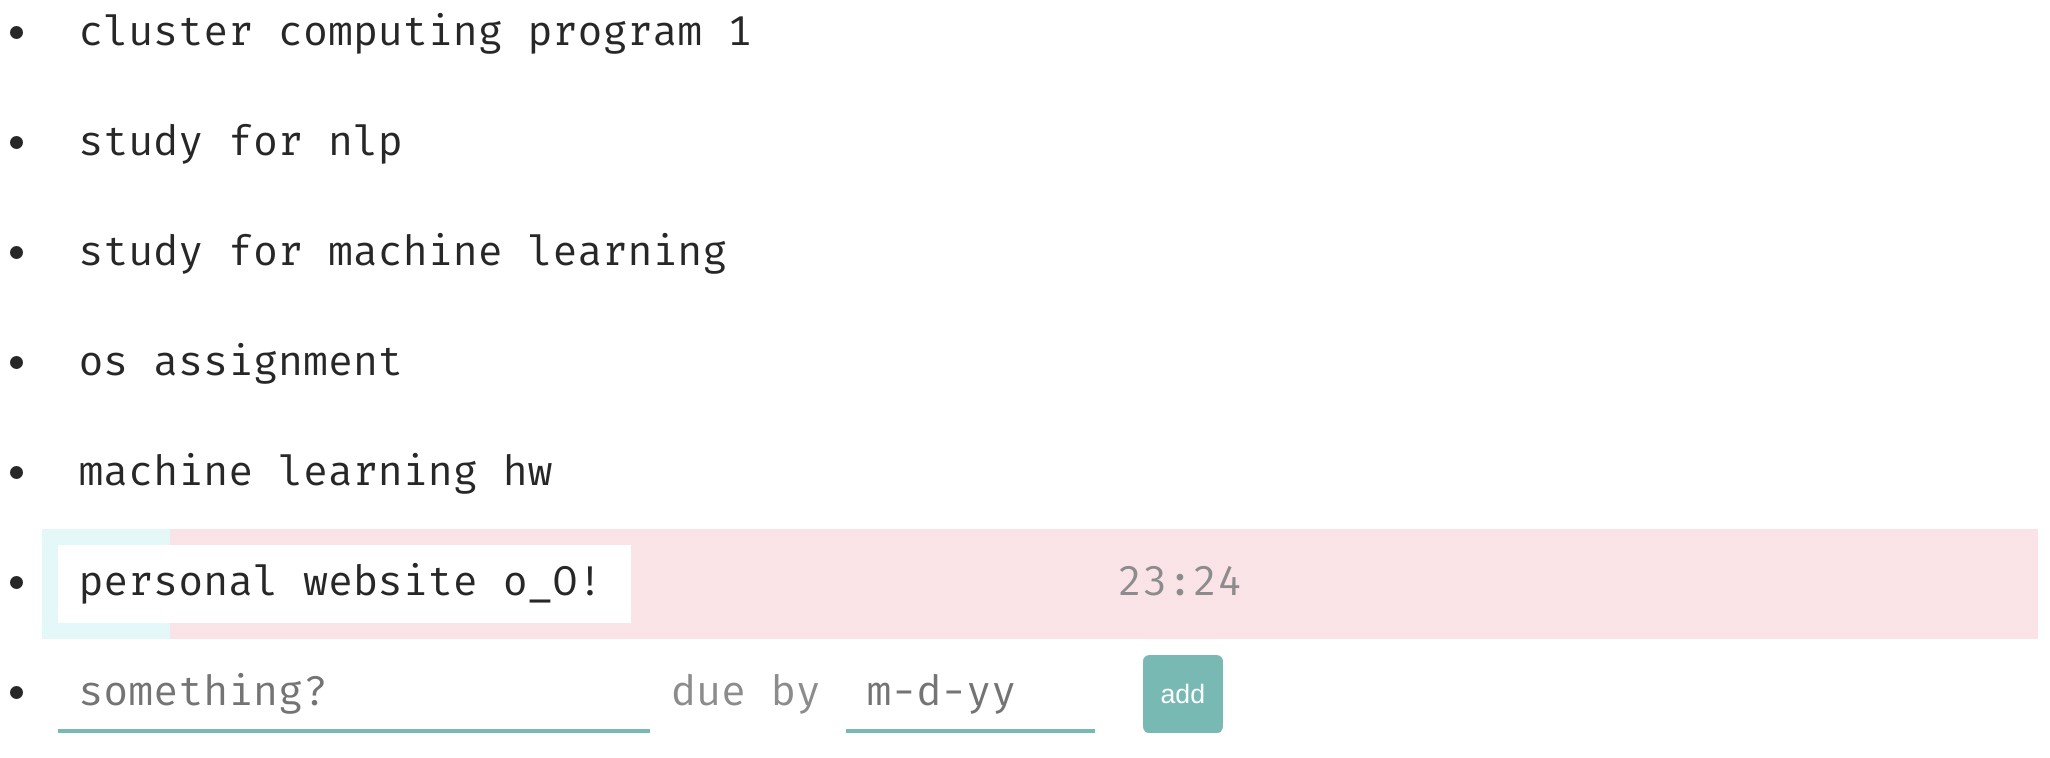 cluster computing program 1
study for nlp
study for machine learning
os assignment
machine learning hw
personal website o_O! 23:24
something? due by m-d-yy add